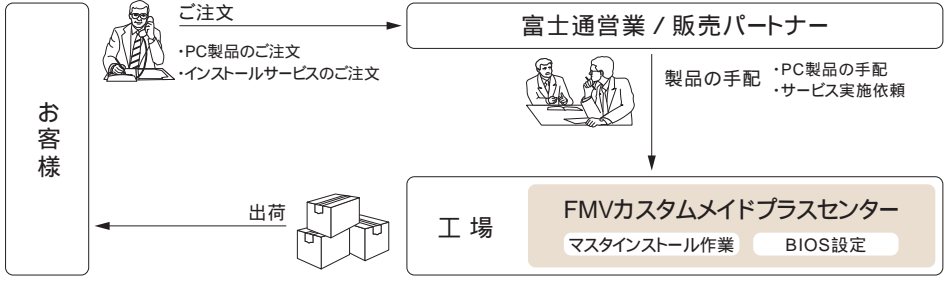 お客様
ご注文
・PC製品のご注文
・インストールサービスのご注文
富士通営業 / 販売パートナー
製品の手配
・PC製品の手配
・サービス実施依頼
工場
FMVカスタムメイドプラスセンター
マスタインストール作業
BIOS設定
出荷